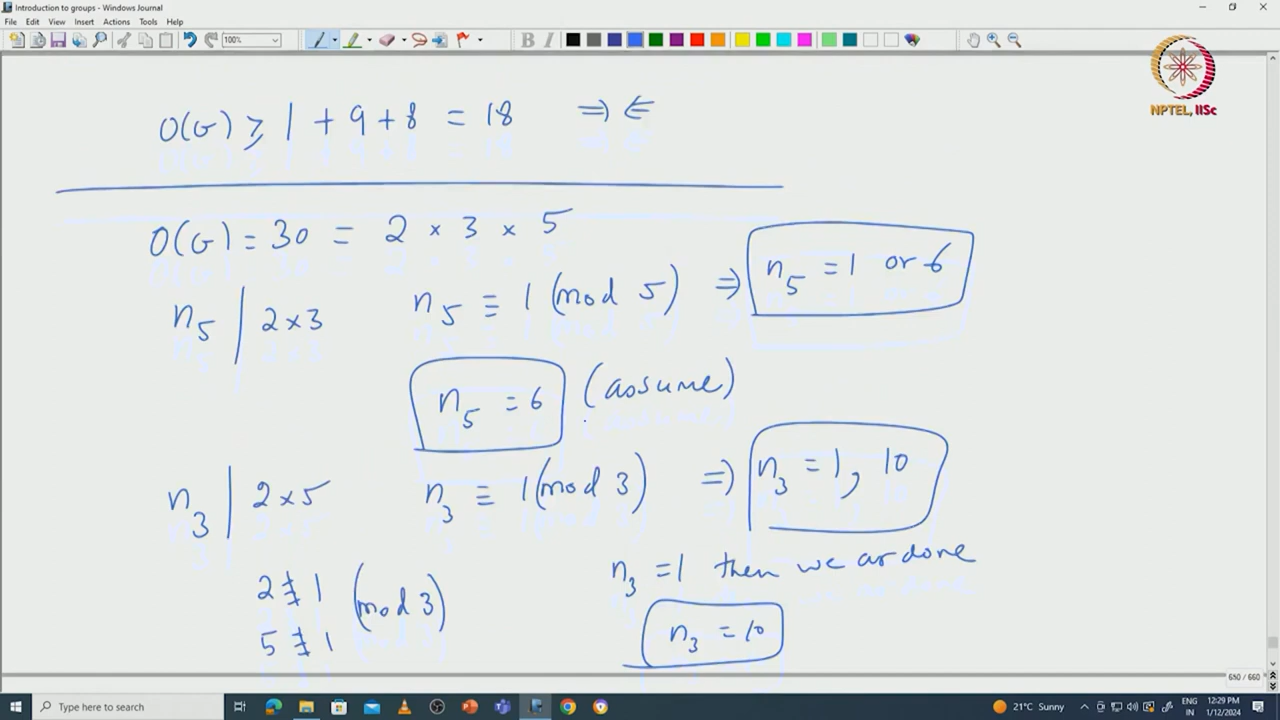 Introduction to groups - Windows Journal
File Edit View Insert Actions Tools Help
100%
NPTEL, IISc
O(G) ≥ 1 + 9 + 8 = 18 ⇒⇐
O(G) = 30 = 2 × 3 × 5
n₅ | 2×3 n₅ ≡ 1 (mod 5) ⇒ n₅ = 1 or 6
n₅ = 6 (assume)
n₃ | 2×5 n₃ ≡ 1 (mod 3) ⇒ n₃ = 1, 10
2 ≢ 1 (mod 3)
5 ≢ 1
n₃ = 1 then we ar done
n₃ = 10
650 / 660
Type here to search
21°C Sunny
ENG
IN
12:29 PM
1/12/2024